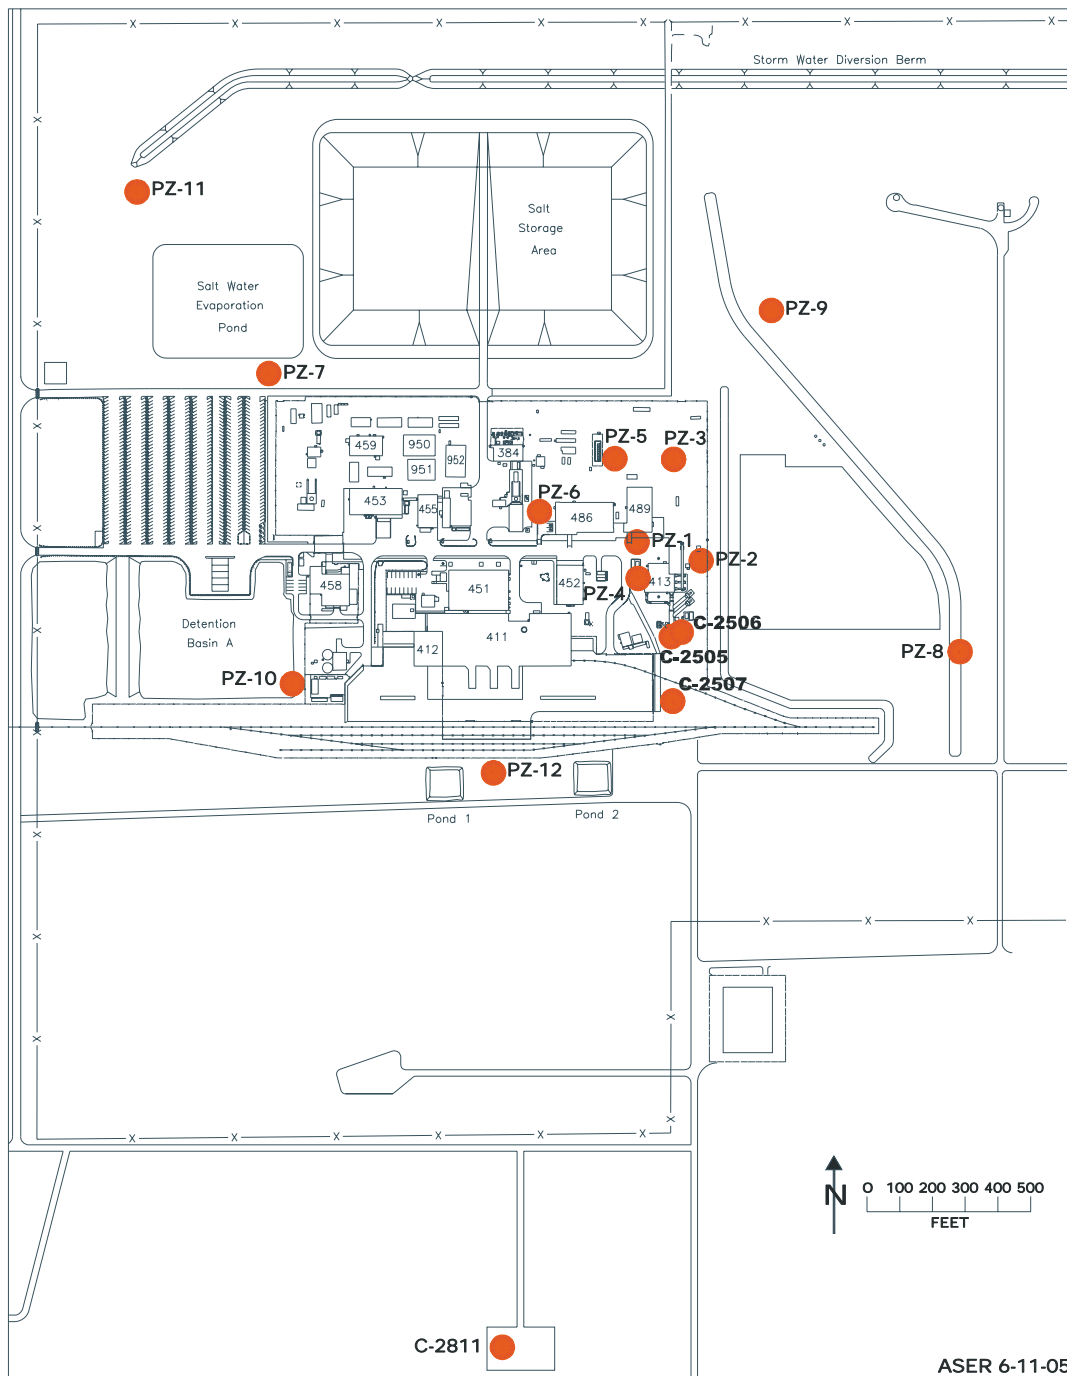 Storm Water Diversion Berm
PZ-11
Salt
Storage
Area
Salt Water
Evaporation
Pond
PZ-9
PZ-7
459
950
951
952
384
PZ-5
PZ-3
453
455
PZ-6
486
489
PZ-1
PZ-2
458
451
452
PZ-4
413
Detention
Basin A
411
412
C-2506
C-2505
PZ-8
PZ-10
C-2507
PZ-12
Pond 1
Pond 2
N
0 100 200 300 400 500
FEET
C-2811
ASER 6-11-05